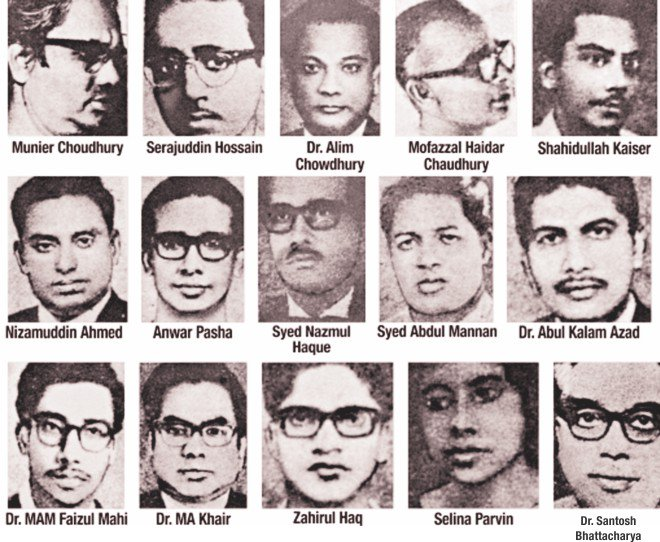 Munier Choudhury
Serajuddin Hossain
Dr. Alim
Chowdhury
Mofazzal Haidar
Chaudhury
Shahidullah Kaiser
Nizamuddin Ahmed
Anwar Pasha
Syed Nazmul
Haque
Syed Abdul Mannan
Dr. Abul Kalam Azad
Dr. MAM Faizul Mahi
Dr. MA Khair
Zahirul Haq
Selina Parvin
Dr. Santosh
Bhattacharya